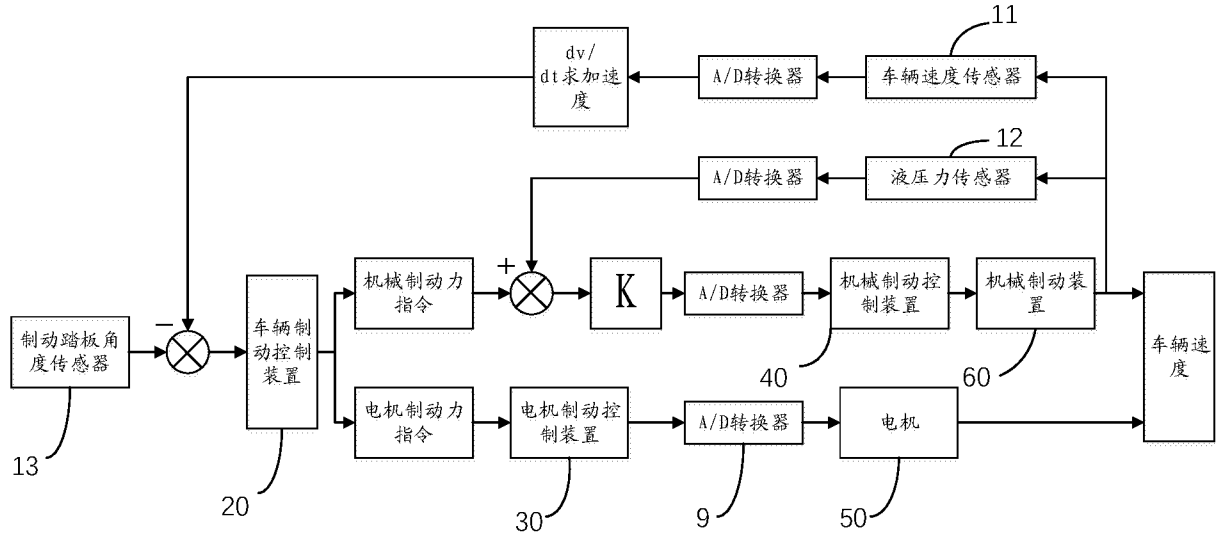 11
dv/
dt求加速
度
A/D转换器
车辆速度传感器
12
A/D转换器
液压力传感器
机械制动力
指令
+
K
A/D转换器
机械制动控
制装置
机械制动装
置
−
制动踏板角
度传感器
车辆制
动控制
装置
车辆速
度
40
60
电机制动力
指令
电机制动控
制装置
A/D转换器
电机
13
20
30
9
50